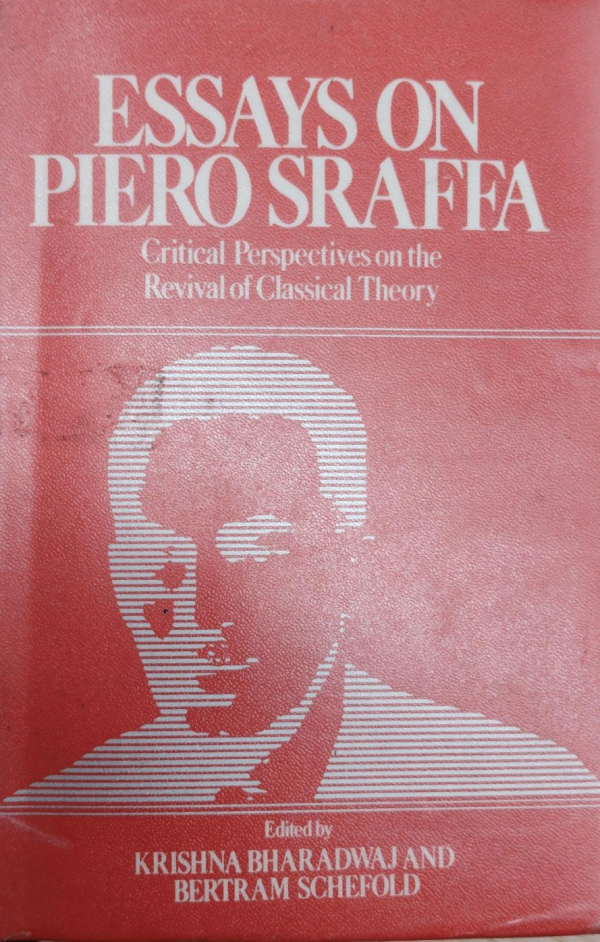 ESSAYS ON
PIERO SRAFFA
Critical Perspectives on the
Revival of Classical Theory
Edited by
KRISHNA BHARADWAJ AND
BERTRAM SCHEFOLD